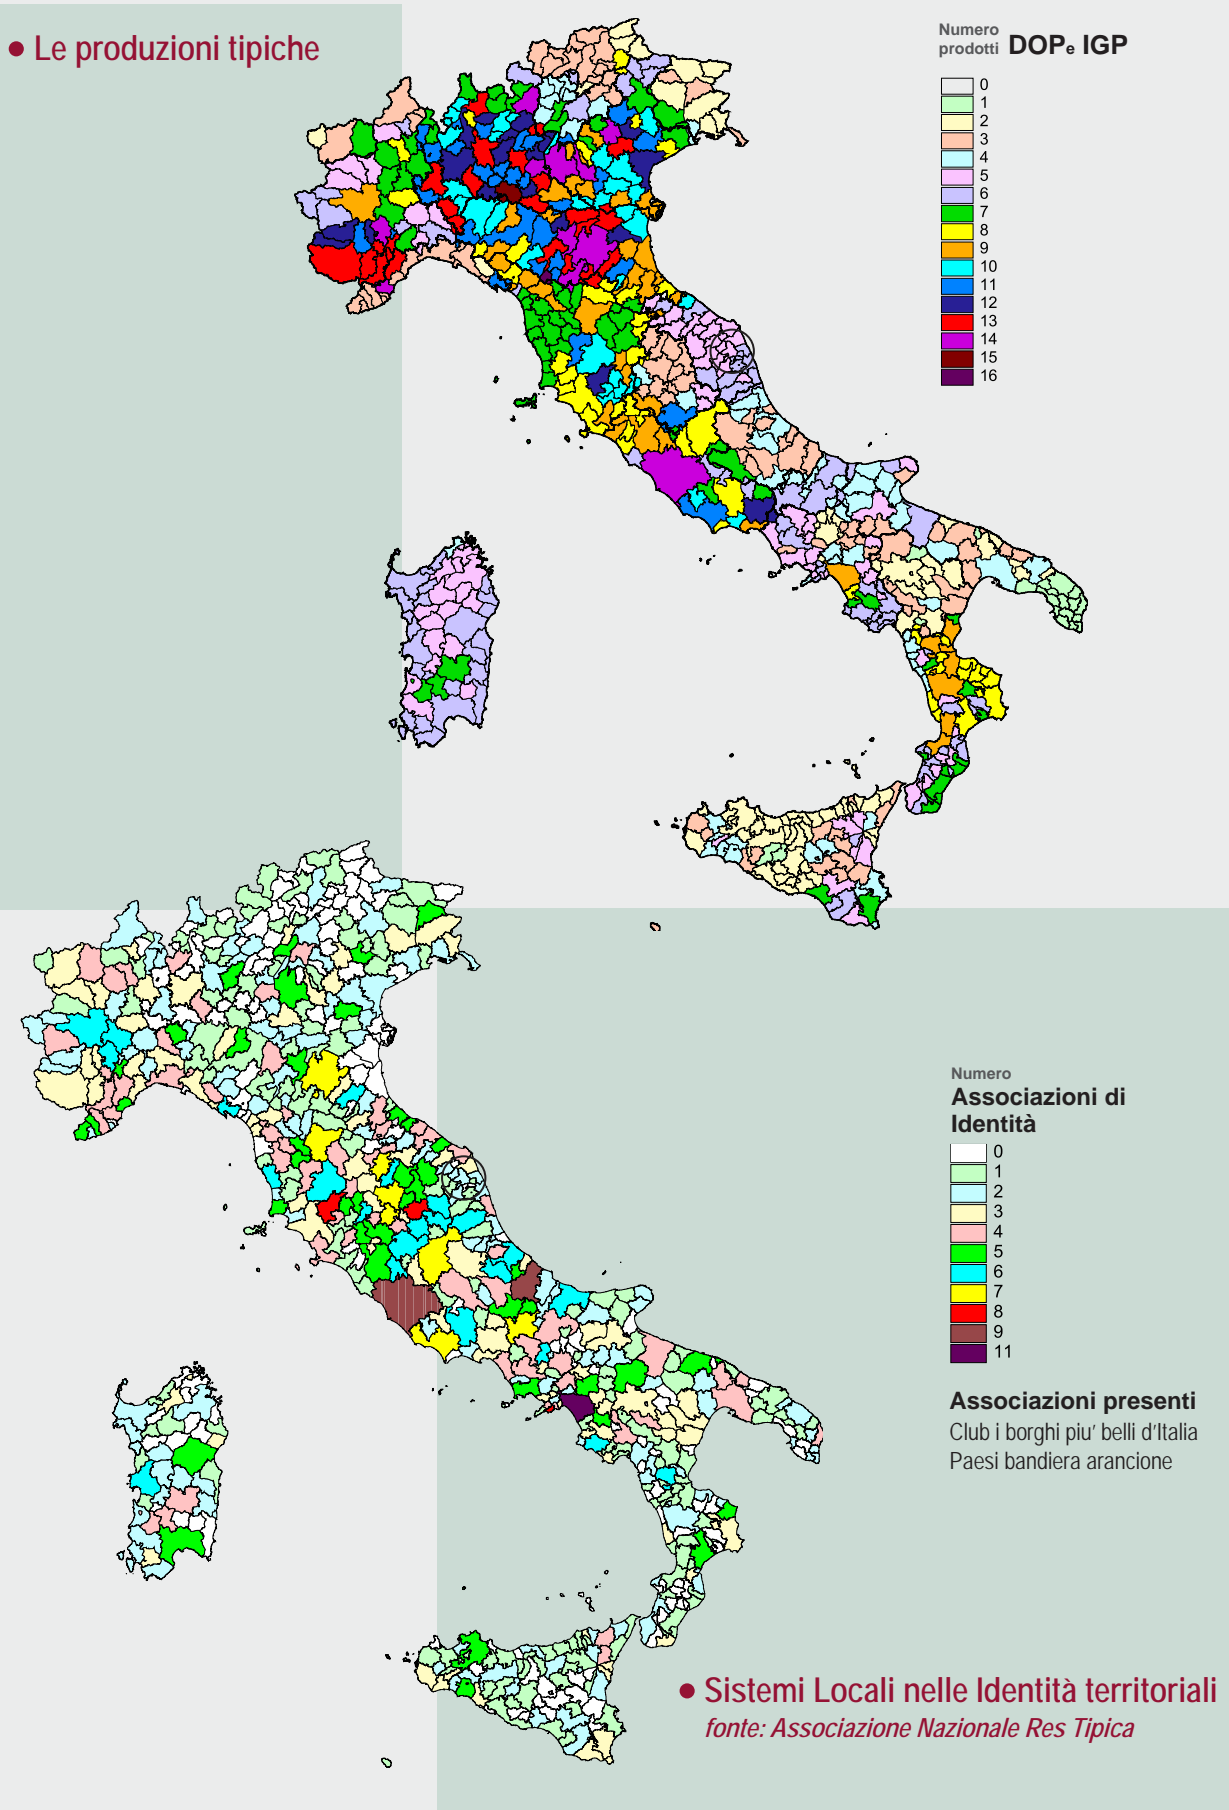 • Le produzioni tipiche
Numero prodotti DOP e IGP
0
1
2
3
4
5
6
7
8
9
10
11
12
13
14
15
16
Numero
Associazioni di
Identità
0
1
2
3
4
5
6
7
8
9
11
Associazioni presenti
Club i borghi piu' belli d'Italia
Paesi bandiera arancione
• Sistemi Locali nelle Identità territoriali
fonte: Associazione Nazionale Res Tipica